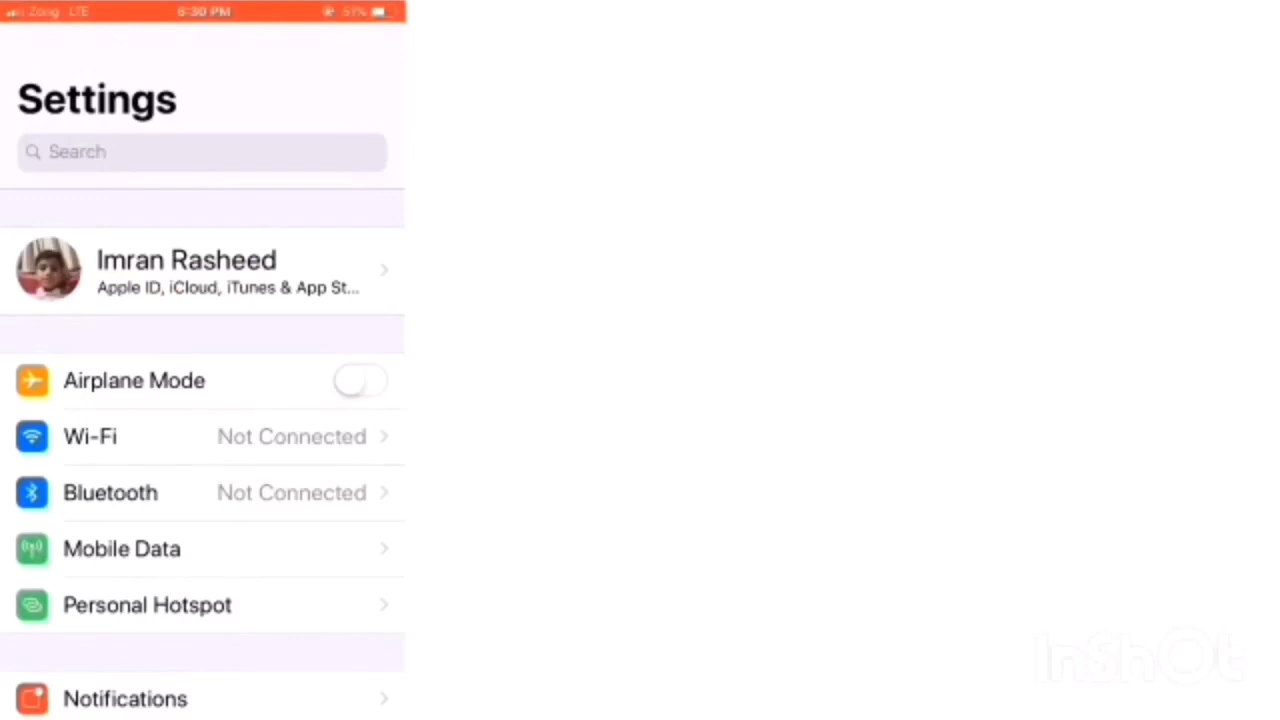 Zong LTE 6:30 PM 51%
Settings
Search
Imran Rasheed
Apple ID, iCloud, iTunes & App St...
Airplane Mode
Wi-Fi Not Connected
Bluetooth Not Connected
Mobile Data
Personal Hotspot
Notifications
InShOt